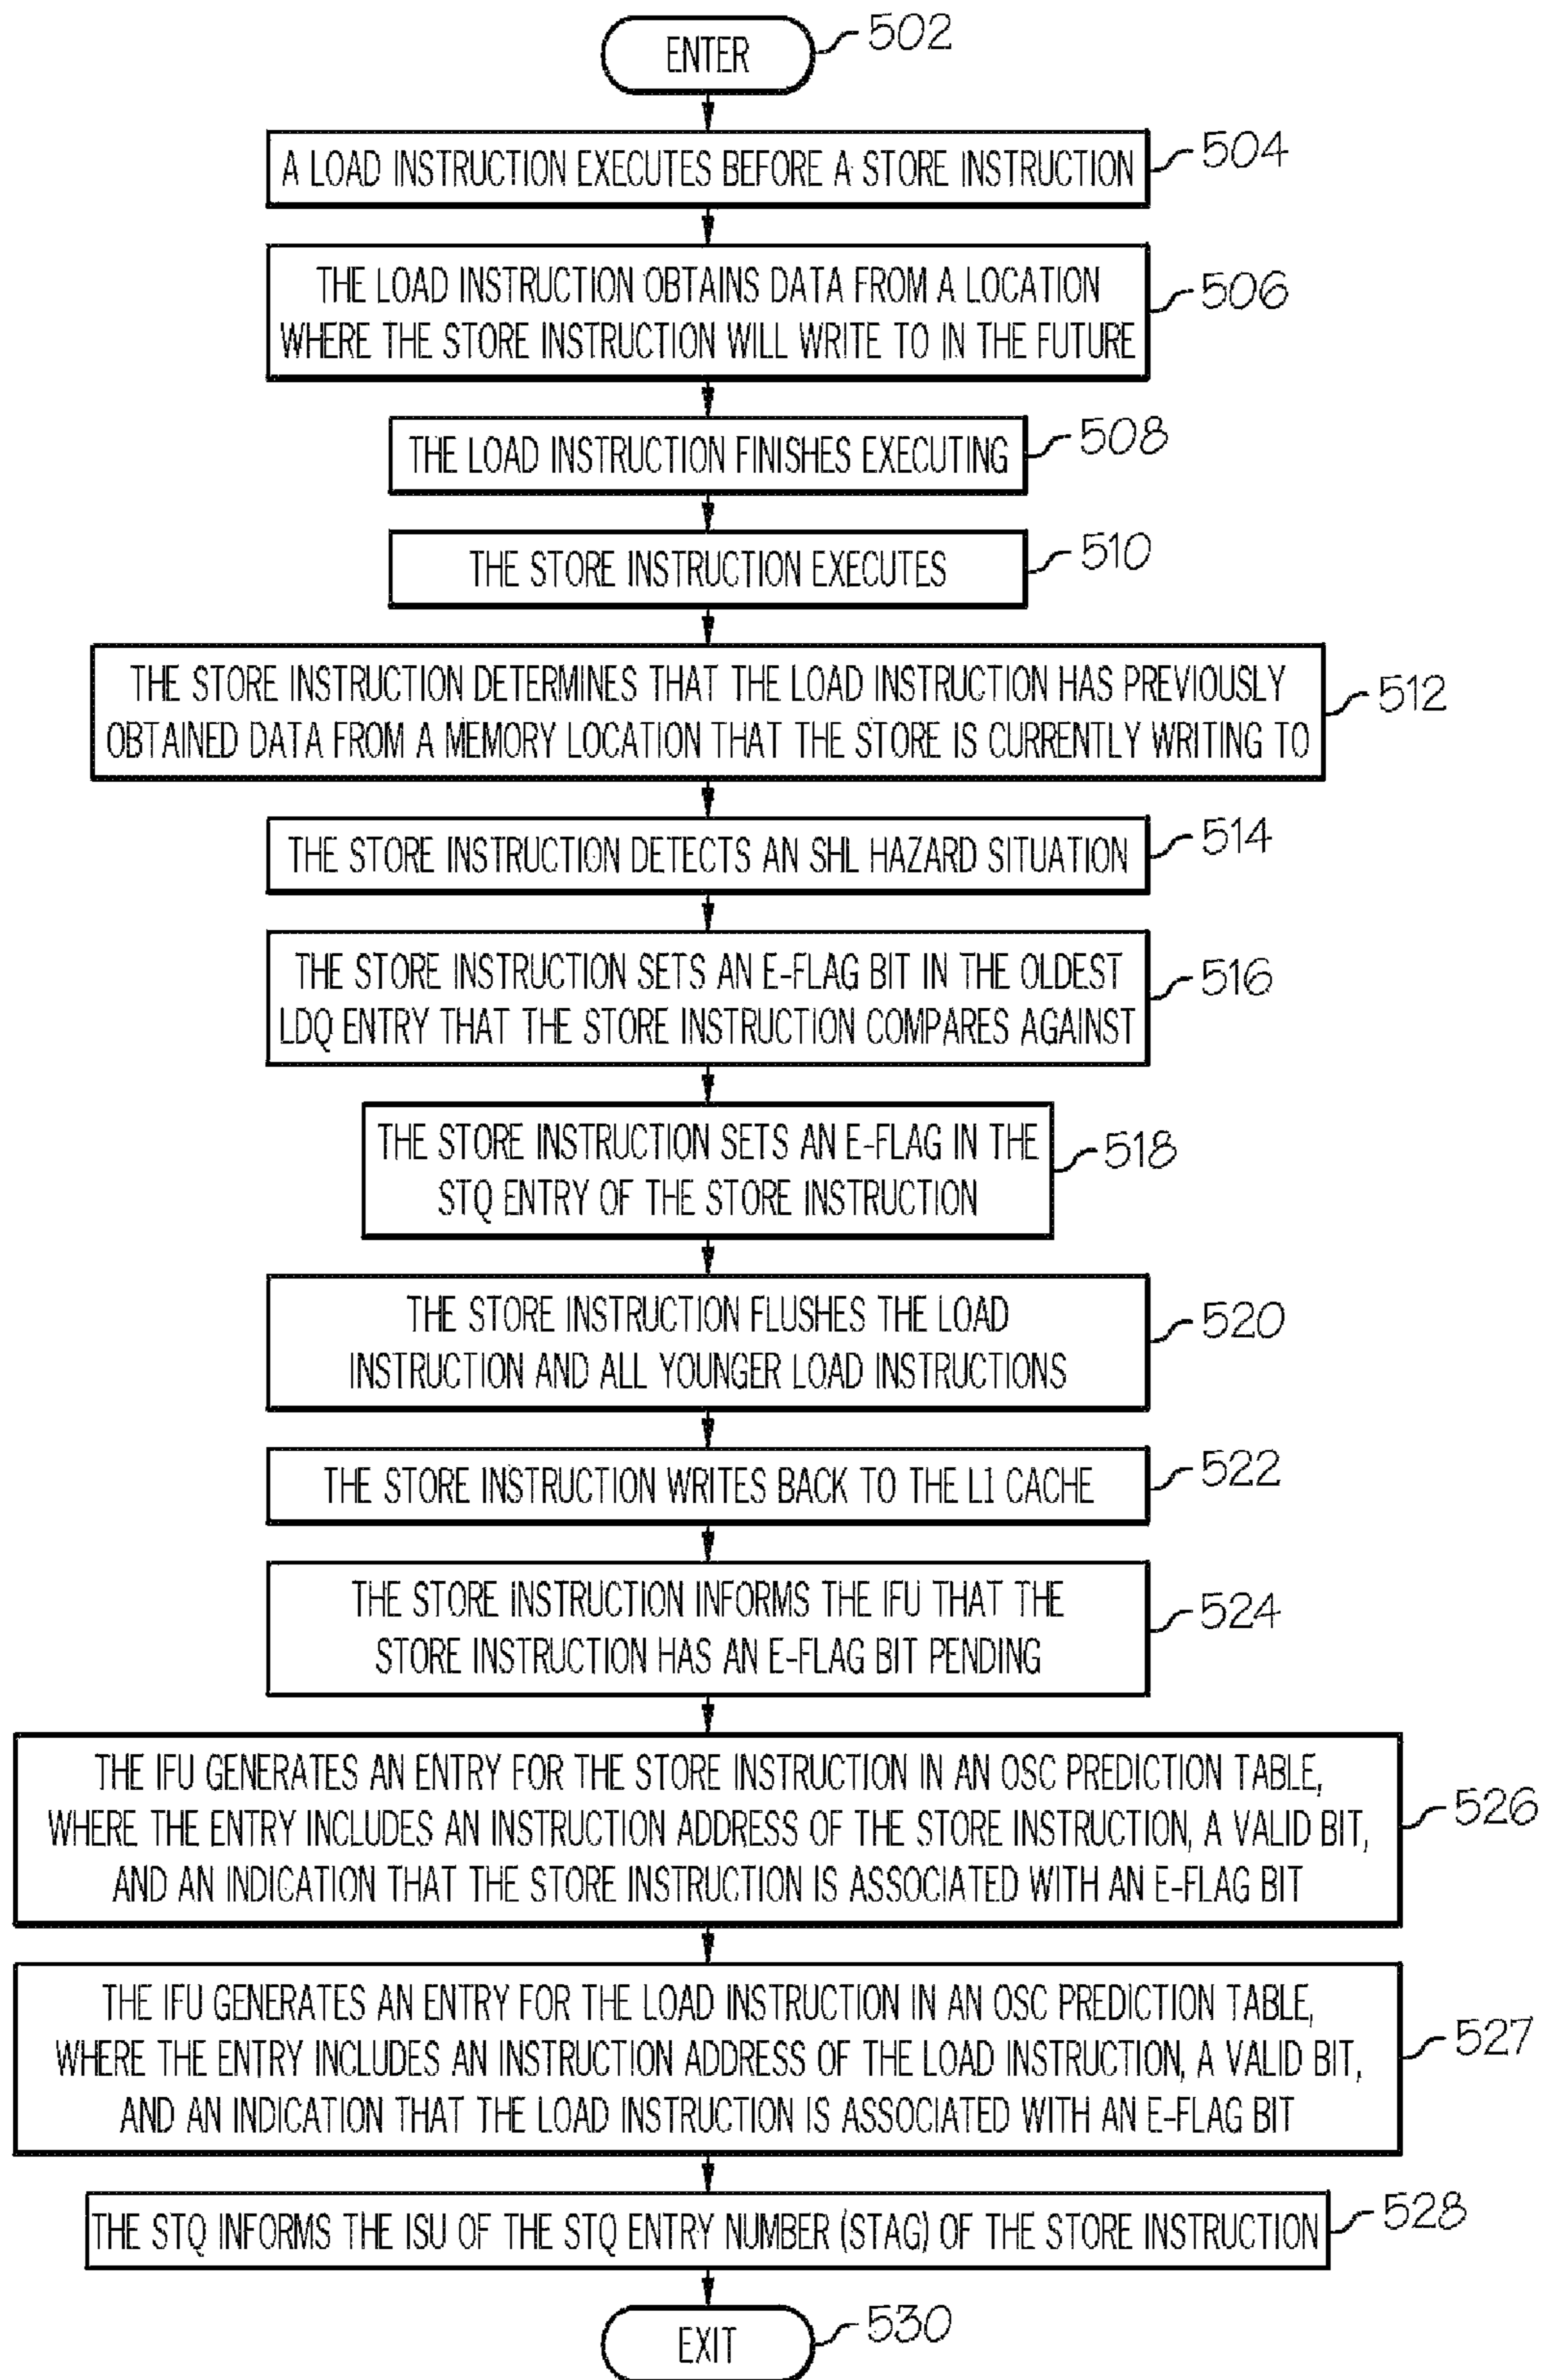 ENTER
502
A LOAD INSTRUCTION EXECUTES BEFORE A STORE INSTRUCTION
504
THE LOAD INSTRUCTION OBTAINS DATA FROM A LOCATION
WHERE THE STORE INSTRUCTION WILL WRITE TO IN THE FUTURE
506
THE LOAD INSTRUCTION FINISHES EXECUTING
508
THE STORE INSTRUCTION EXECUTES
510
THE STORE INSTRUCTION DETERMINES THAT THE LOAD INSTRUCTION HAS PREVIOUSLY
OBTAINED DATA FROM A MEMORY LOCATION THAT THE STORE IS CURRENTLY WRITING TO
512
THE STORE INSTRUCTION DETECTS AN SHL HAZARD SITUATION
514
THE STORE INSTRUCTION SETS AN E-FLAG BIT IN THE OLDEST
LDQ ENTRY THAT THE STORE INSTRUCTION COMPARES AGAINST
516
THE STORE INSTRUCTION SETS AN E-FLAG IN THE
STQ ENTRY OF THE STORE INSTRUCTION
518
THE STORE INSTRUCTION FLUSHES THE LOAD
INSTRUCTION AND ALL YOUNGER LOAD INSTRUCTIONS
520
THE STORE INSTRUCTION WRITES BACK TO THE L1 CACHE
522
THE STORE INSTRUCTION INFORMS THE IFU THAT THE
STORE INSTRUCTION HAS AN E-FLAG BIT PENDING
524
THE IFU GENERATES AN ENTRY FOR THE STORE INSTRUCTION IN AN OSC PREDICTION TABLE,
WHERE THE ENTRY INCLUDES AN INSTRUCTION ADDRESS OF THE STORE INSTRUCTION, A VALID BIT,
AND AN INDICATION THAT THE STORE INSTRUCTION IS ASSOCIATED WITH AN E-FLAG BIT
526
THE IFU GENERATES AN ENTRY FOR THE LOAD INSTRUCTION IN AN OSC PREDICTION TABLE,
WHERE THE ENTRY INCLUDES AN INSTRUCTION ADDRESS OF THE LOAD INSTRUCTION, A VALID BIT,
AND AN INDICATION THAT THE LOAD INSTRUCTION IS ASSOCIATED WITH AN E-FLAG BIT
527
THE STQ INFORMS THE ISU OF THE STQ ENTRY NUMBER (STAG) OF THE STORE INSTRUCTION
528
EXIT
530